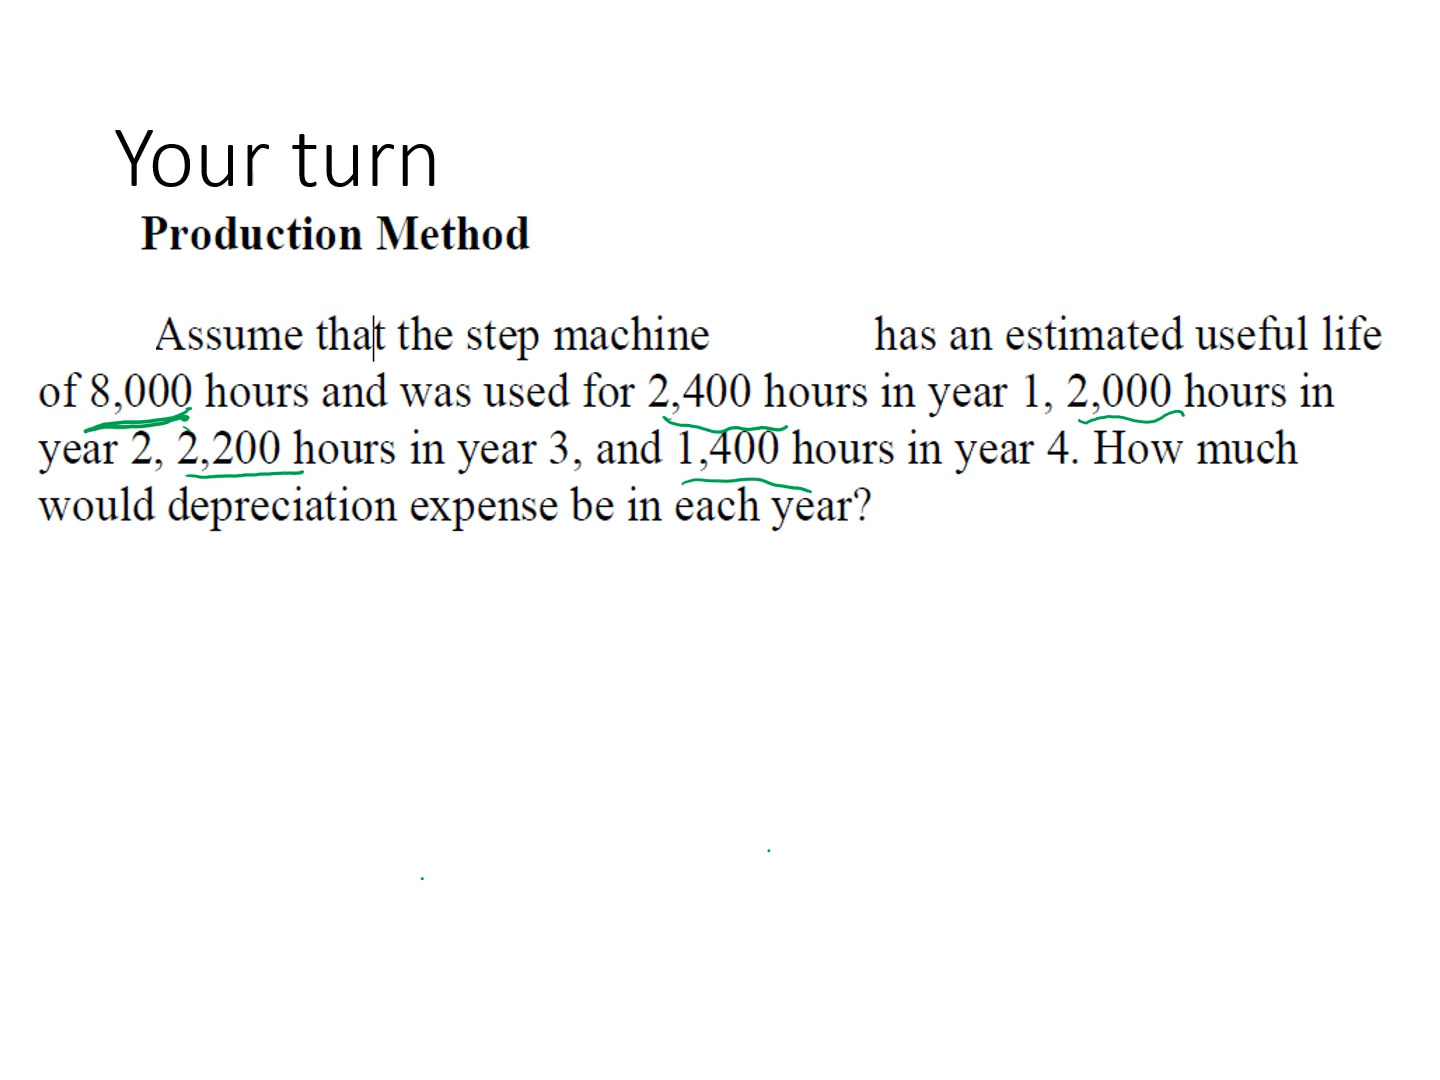 Your turn
Production Method
Assume that the step machine has an estimated useful life
of 8,000 hours and was used for 2,400 hours in year 1, 2,000 hours in
year 2, 2,200 hours in year 3, and 1,400 hours in year 4. How much
would depreciation expense be in each year?